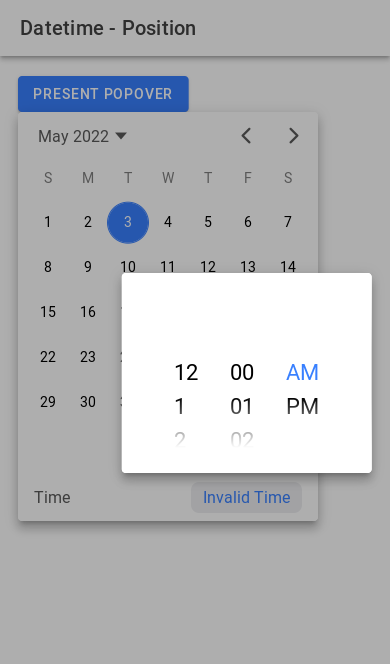 Datetime - Position
PRESENT POPOVER
May 2022
S M T W T F S
1 2 3 4 5 6 7
8 9 10 11 12 13 14
15 16
22 23
29 30
12 00 AM
1 01 PM
2 02
Time Invalid Time